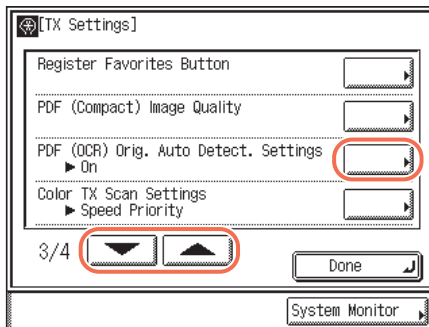 [TX Settings]
Register Favorites Button
PDF (Compact) Image Quality
PDF (OCR) Orig. Auto Detect. Settings
▶ On
Color TX Scan Settings
▶ Speed Priority
3/4
Done
System Monitor